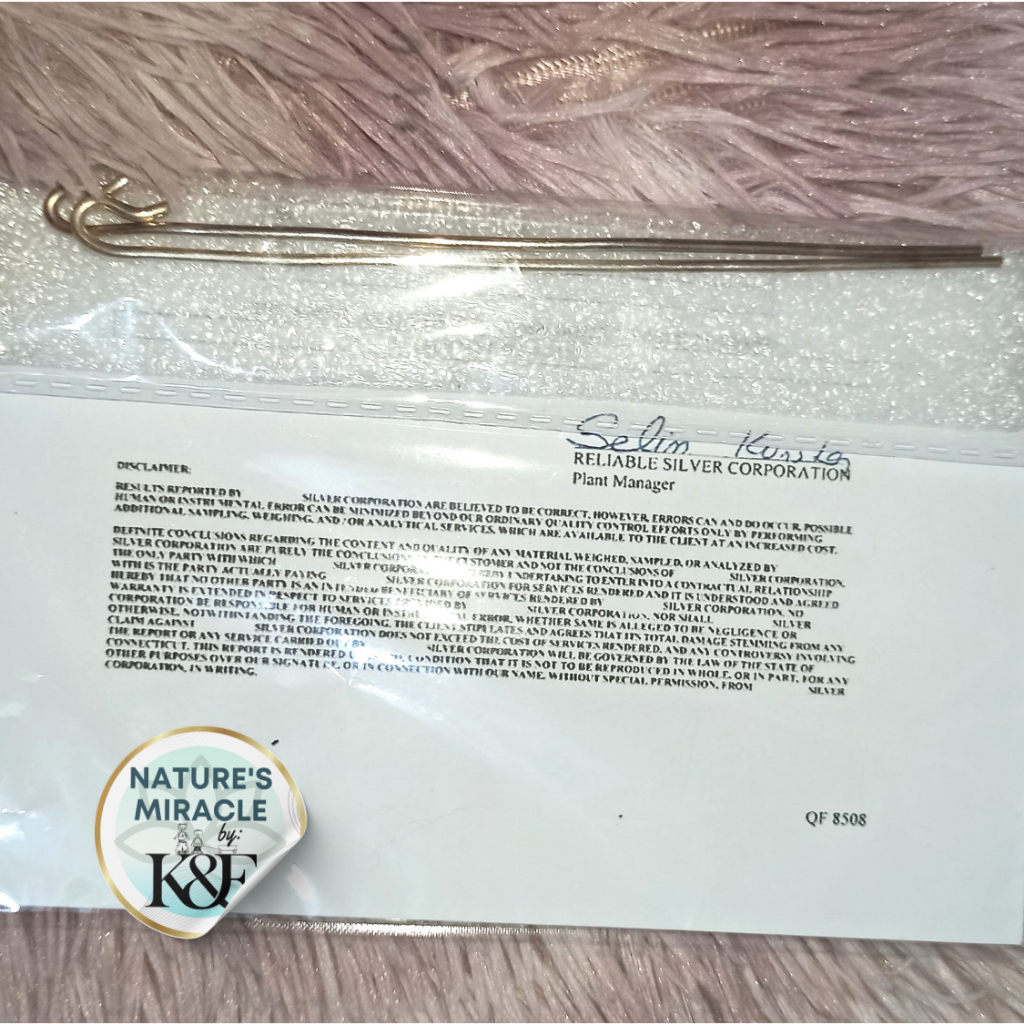 Selin
RELIABLE SILVER CORPORATION
Plant Manager
DISCLAIMER:
RESULTS REPORTED BY SILVER CORPORATION ARE BELIEVED TO BE CORRECT, HOWEVER, ERRORS CAN AND DO OCCUR, POSSIBLE
HUMAN OR INSTRUMENTAL ERROR CAN BE MINIMIZED BEYOND OUR ORDINARY QUALITY CONTROL EFFORTS ONLY BY PERFORMING
ADDITIONAL SAMPLING, WEIGHING, AND / OR ANALYTICAL SERVICES, WHICH ARE AVAILABLE TO THE CLIENT AT AN INCREASED COST.
DEFINITE CONCLUSIONS REGARDING THE CONTENT AND QUALITY OF ANY MATERIAL WEIGHED, SAMPLED, OR ANALYZED BY
SILVER CORPORATION ARE PURELY THE CUSTOMER AND NOT THE CONCLUSIONS OF SILVER CORPORATION,
THE ONLY PARTY WITH WHICH UNDERTAKING TO ENTER INTO A CONTRACTUAL RELATIONSHIP
WITH IS THE PARTY ACTUALLY PAYING SILVER CORPORATION FOR SERVICES RENDERED AND IT IS UNDERSTOOD AND AGREED
HEREBY THAT NO OTHER PARTY IS AN INTENDED BENEFICIARY OF SERVICES RENDERED BY SILVER CORPORATION, NO
WARRANTY IS EXTENDED IN RESPECT TO SERVICES BY SILVER CORPORATION, NOR SHALL SILVER
CORPORATION BE RESPONSIBLE FOR HUMAN OR ERROR, WHETHER SAME IS ALLEGED TO BE NEGLIGENCE OR
OTHERWISE, NOTWITHSTANDING THE FOREGOING, THE CLIENT STIPULATES AND AGREES THAT ITS TOTAL DAMAGE STEMMING FROM ANY
CLAIM AGAINST SILVER CORPORATION DOES NOT EXCEED THE COST OF SERVICES RENDERED, AND ANY CONTROVERSY INVOLVING
THE REPORT OR ANY SERVICE CARRIED OUT BY SILVER CORPORATION WILL BE GOVERNED BY THE LAW OF THE STATE OF
CONNECTICUT, THIS REPORT IS RENDERED CONDITION THAT IT IS NOT TO BE REPRODUCED IN WHOLE, OR IN PART, FOR ANY
OTHER PURPOSES OVER OUR SIGNATURE, OR IN CONNECTION WITH OUR NAME, WITHOUT SPECIAL PERMISSION, FROM SILVER
CORPORATION, IN WRITING.
QF 8508
NATURE'S
MIRACLE
by:
K&F